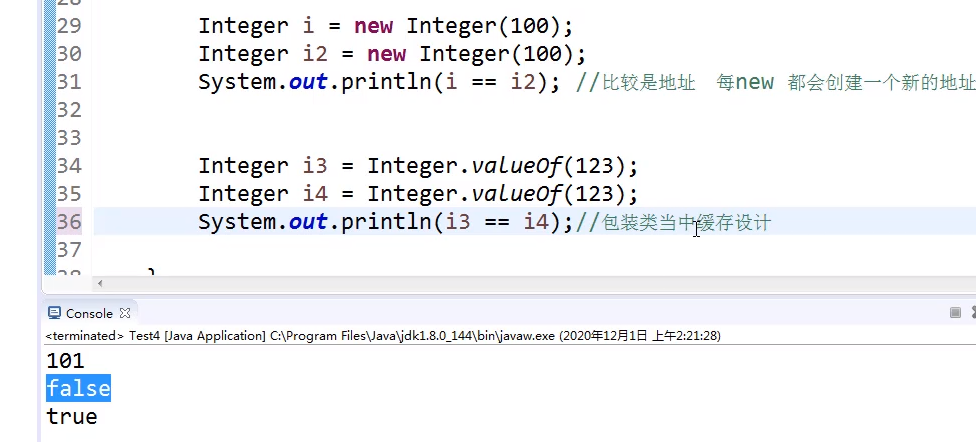 29 Integer i = new Integer(100);
30 Integer i2 = new Integer(100);
31 System.out.println(i == i2); //比较是地址 每new 都会创建一个新的地址
32
33
34 Integer i3 = Integer.valueOf(123);
35 Integer i4 = Integer.valueOf(123);
36 System.out.println(i3 == i4);//包装类当中缓存设计
37
Console
<terminated> Test4 [Java Application] C:\Program Files\Java\jdk1.8.0_144\bin\javaw.exe (2020年12月1日 上午2:21:28)
101
false
true